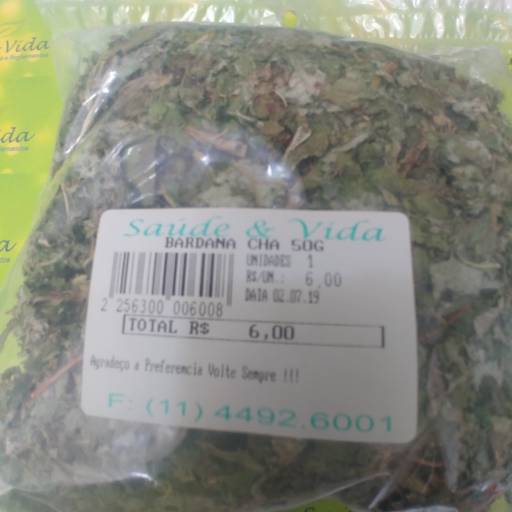 Vida
Saúde & Vida
BARDANA CHA 50G
UNIDADES 1
R$/UN.: 6,00
DATA 02.07.19
2 256300 006008
TOTAL R$ 6,00
Agradeço a Preferencia Volte Sempre !!!
F: (11) 4492.6001